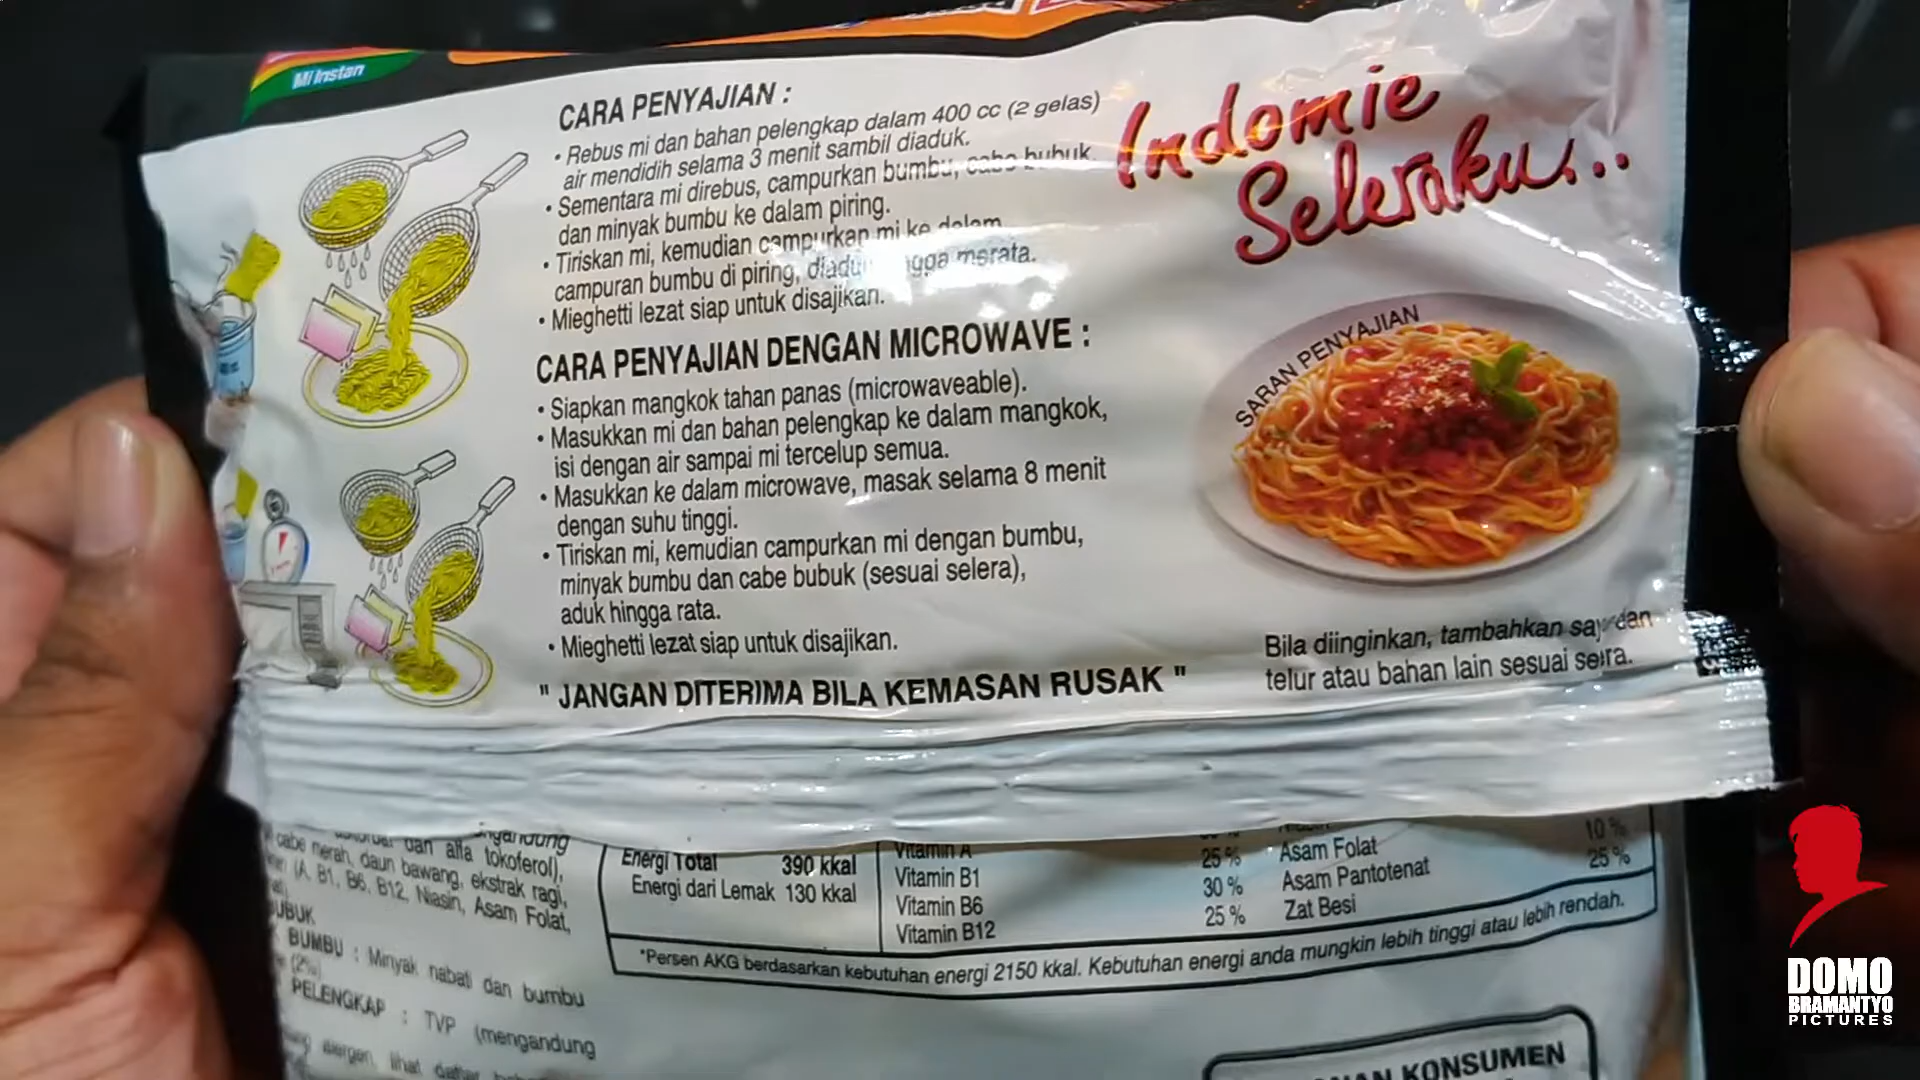 Mi Instan
CARA PENYAJIAN :
• Rebus mi dan bahan pelengkap dalam 400 cc (2 gelas)
air mendidih selama 3 menit sambil diaduk.
• Sementara mi direbus, campurkan bumbu, cabe bubuk
dan minyak bumbu ke dalam piring.
• Tiriskan mi, kemudian campurkan mi ke dalam
campuran bumbu di piring, merata.
• Mieghetti lezat siap untuk disajikan.
CARA PENYAJIAN DENGAN MICROWAVE :
• Siapkan mangkok tahan panas (microwaveable).
• Masukkan mi dan bahan pelengkap ke dalam mangkok,
isi dengan air sampai mi tercelup semua.
• Masukkan ke dalam microwave, masak selama 8 menit
dengan suhu tinggi.
• Tiriskan mi, kemudian campurkan mi dengan bumbu,
minyak bumbu dan cabe bubuk (sesuai selera),
aduk hingga rata.
• Mieghetti lezat siap untuk disajikan.
" JANGAN DITERIMA BILA KEMASAN RUSAK "
Indomie
Seleraku...
SARAN PENYAJIAN
Bila diinginkan, tambahkan dan
telur atau bahan lain sesuai
dan alfa tokoferol),
cabe merah, daun bawang, ekstrak ragi,
(A, B1, B6, B12, Niasin, Asam Folat,
BUMBU : Minyak nabati dan bumbu
(2%)
PELENGKAP : TVP (mengandung
alergen, lihat daftar
Energi Total 390 kkal
Energi dari Lemak 130 kkal
Vitamin A
Vitamin B1 25 % Asam Folat 10 %
Vitamin B6 30 % Asam Pantotenat 25 %
Vitamin B12 25 % Zat Besi
*Persen AKG berdasarkan kebutuhan energi 2150 kkal. Kebutuhan energi anda mungkin lebih tinggi atau lebih rendah.
KONSUMEN
DOMO
BRAMANTYO
PICTURES